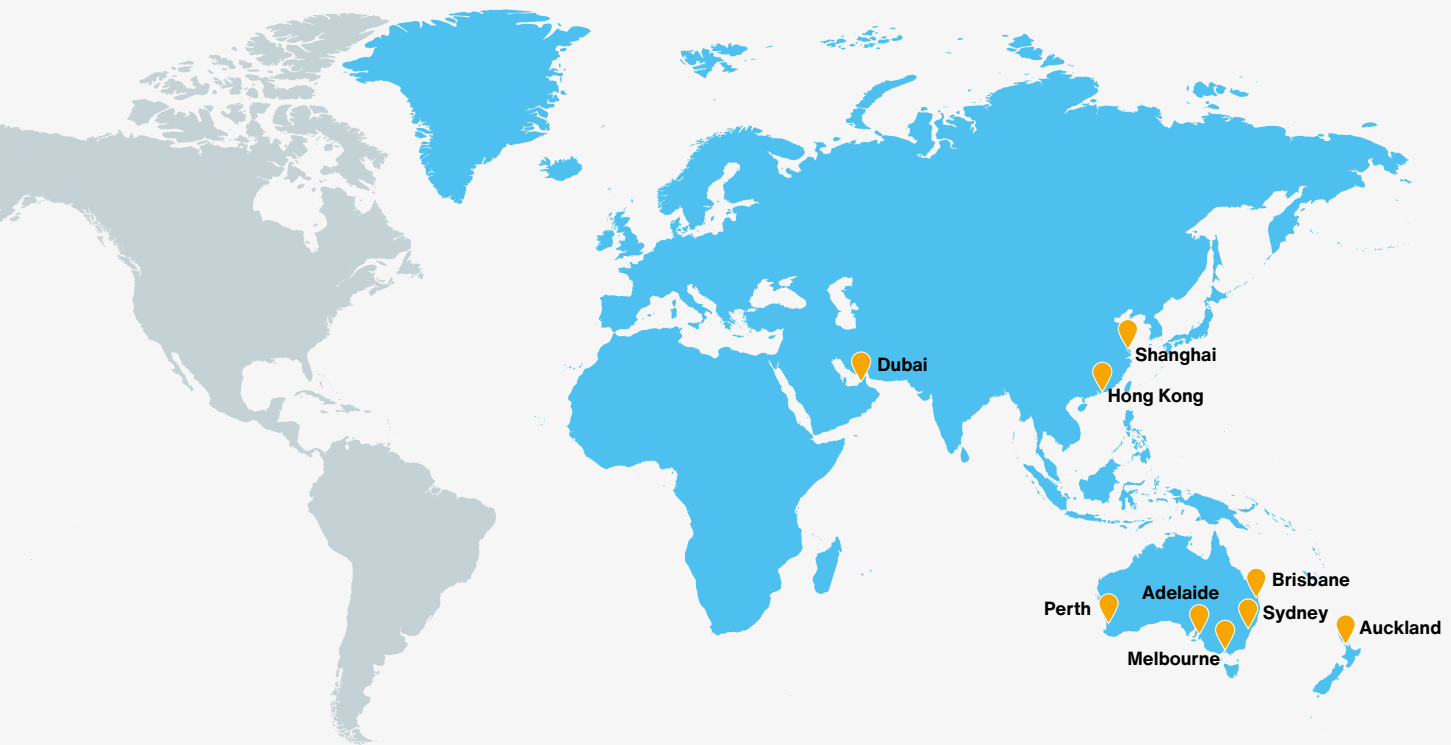 Shanghai
Dubai
Hong Kong
Brisbane
Adelaide
Perth
Sydney
Auckland
Melbourne